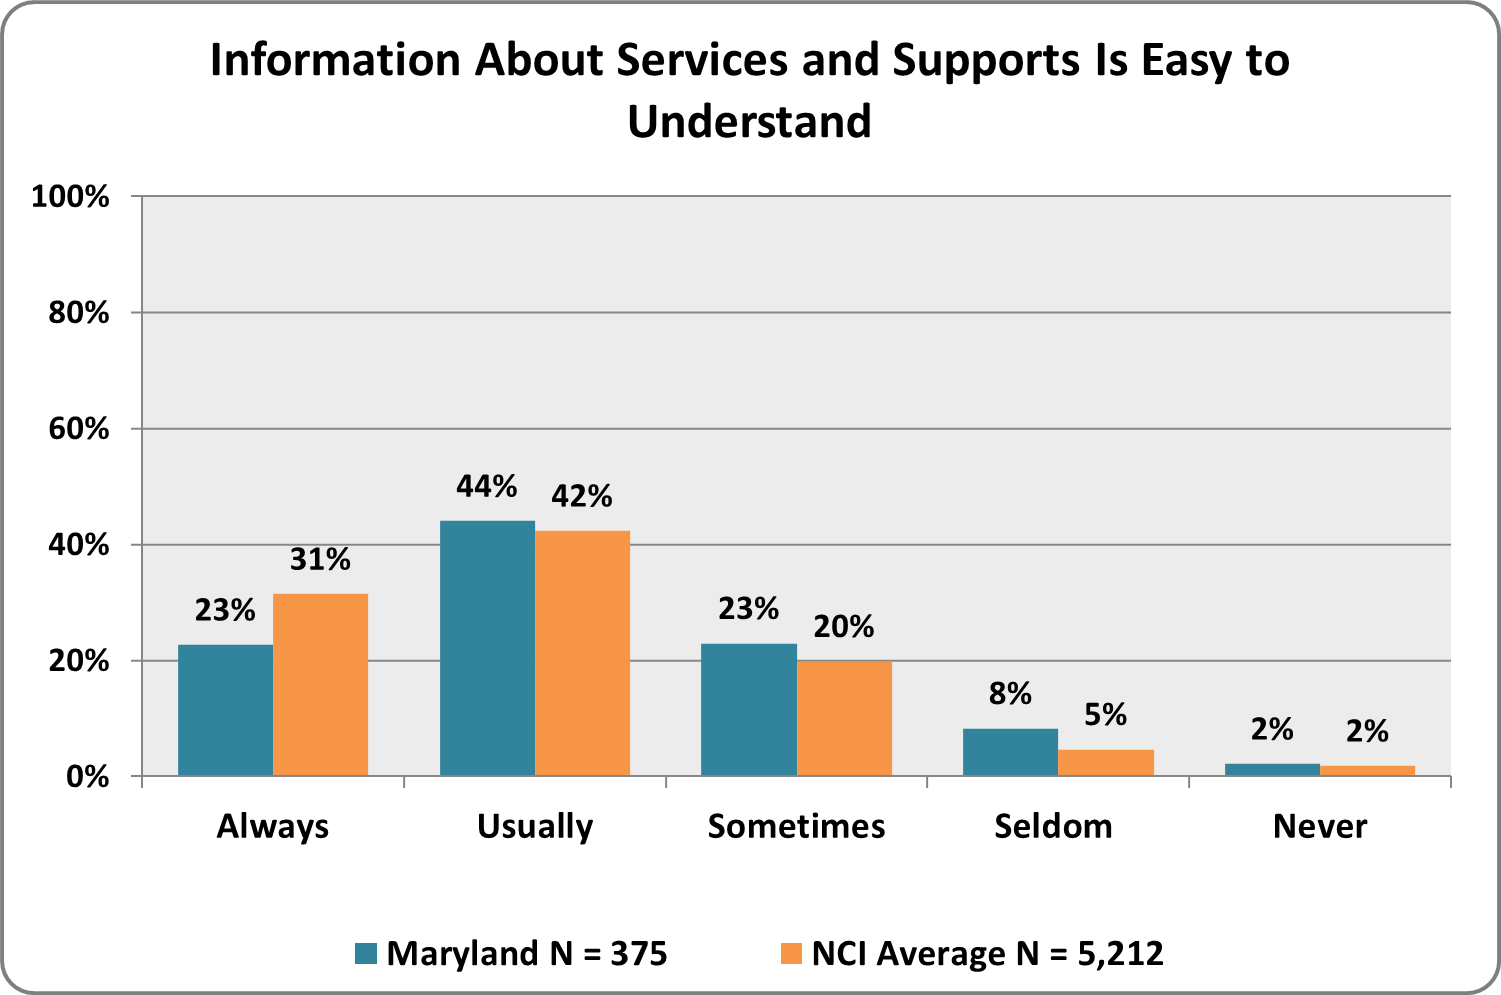 Information About Services and Supports Is Easy to
Understand
100%
80%
60%
40%
20%
0%
23%
31%
44%
42%
23%
20%
8%
5%
2%
2%
Always
Usually
Sometimes
Seldom
Never
Maryland N = 375
NCI Average N = 5,212